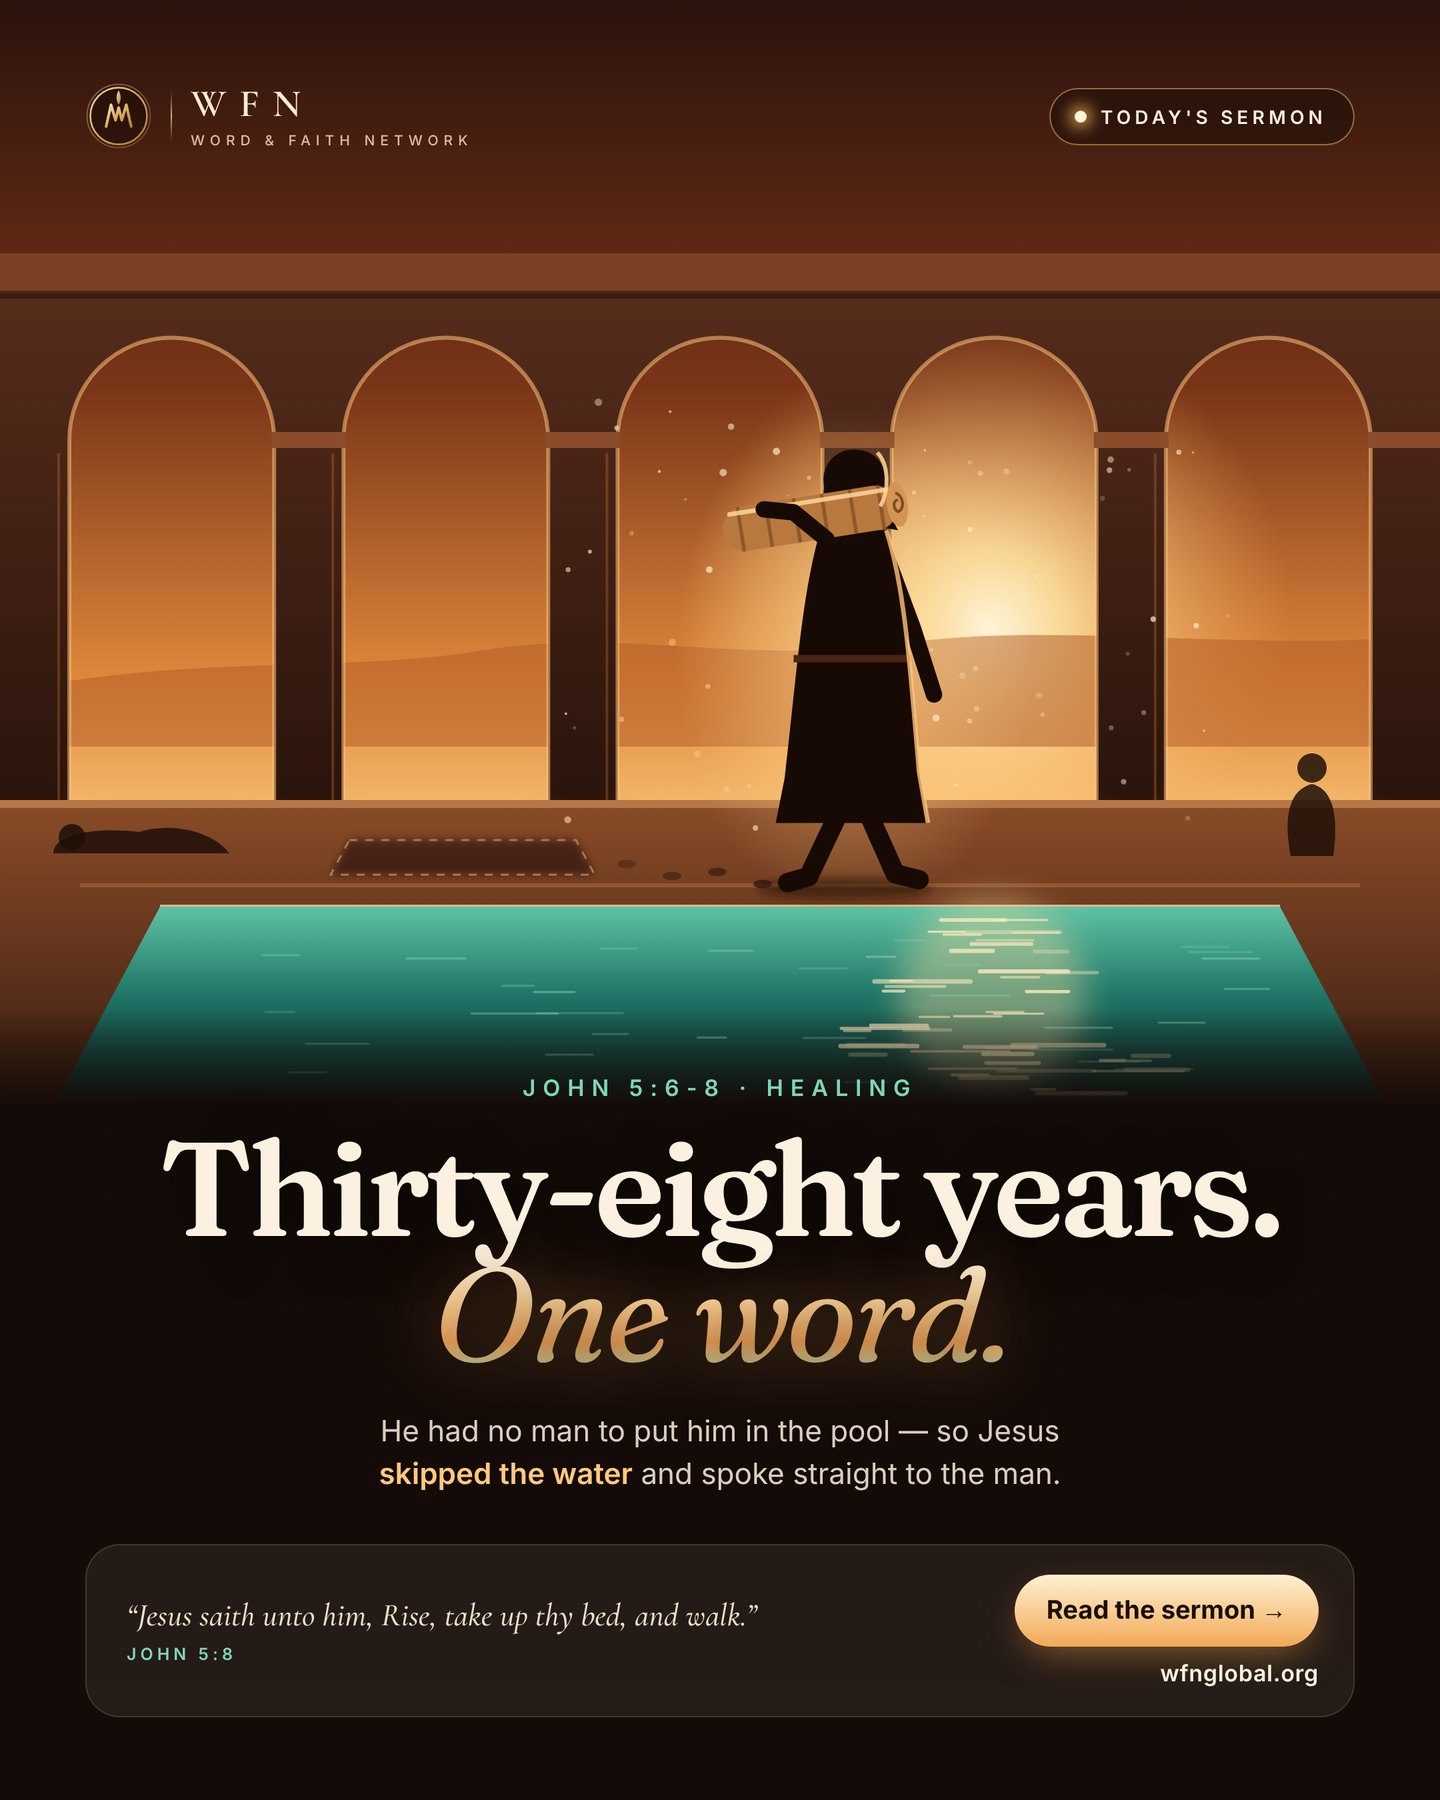 WFN
WORD & FAITH NETWORK
TODAY'S SERMON
JOHN 5:6-8 · HEALING
Thirty-eight years.
One word.
He had no man to put him in the pool — so Jesus
skipped the water and spoke straight to the man.
“Jesus saith unto him, Rise, take up thy bed, and walk.”
JOHN 5:8
Read the sermon →
wfnglobal.org